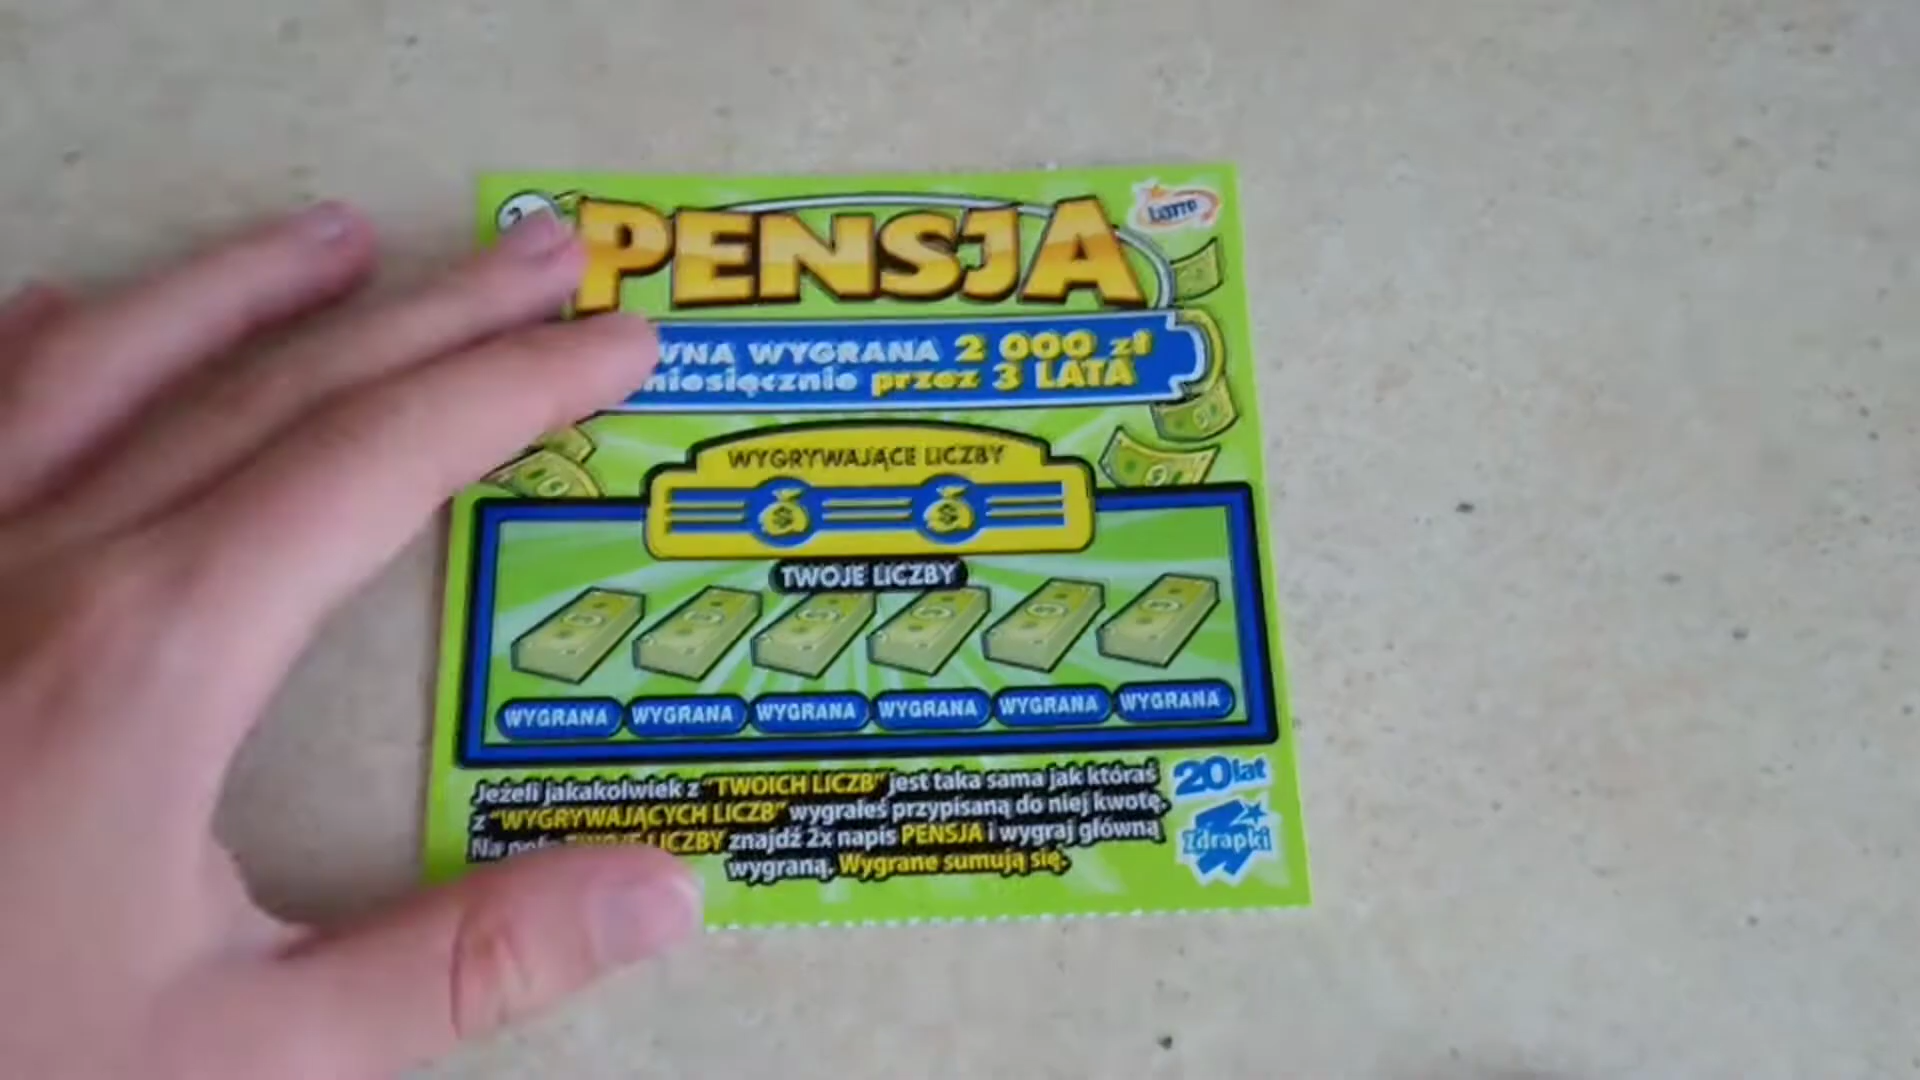 PENSJA
LOTTO
WYGRANA 2 000 zł
miesięcznie przez 3 LATA
WYGRYWAJĄCE LICZBY
TWOJE LICZBY
WYGRANA WYGRANA WYGRANA WYGRANA WYGRANA WYGRANA
Jeżeli jakakolwiek z "TWOICH LICZB" jest taka sama jak któraś
z "WYGRYWAJĄCYCH LICZB" wygrałeś przypisaną do niej kwotę.
Na LICZBY znajdź 2x napis PENSJA i wygraj główną
wygraną. Wygrane sumują się.
20 lat
Zdrapki